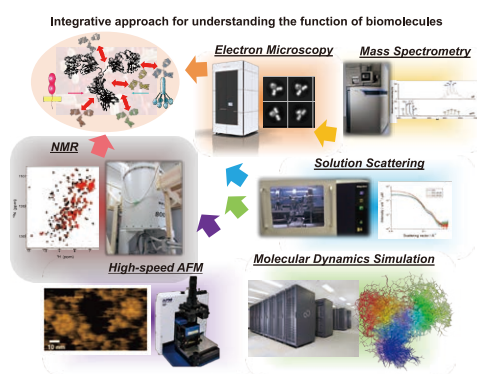 Integrative approach for understanding the function of biomolecules
Electron Microscopy
Mass Spectrometry
NMR
Solution Scattering
High-speed AFM
Molecular Dynamics Simulation
10 nm